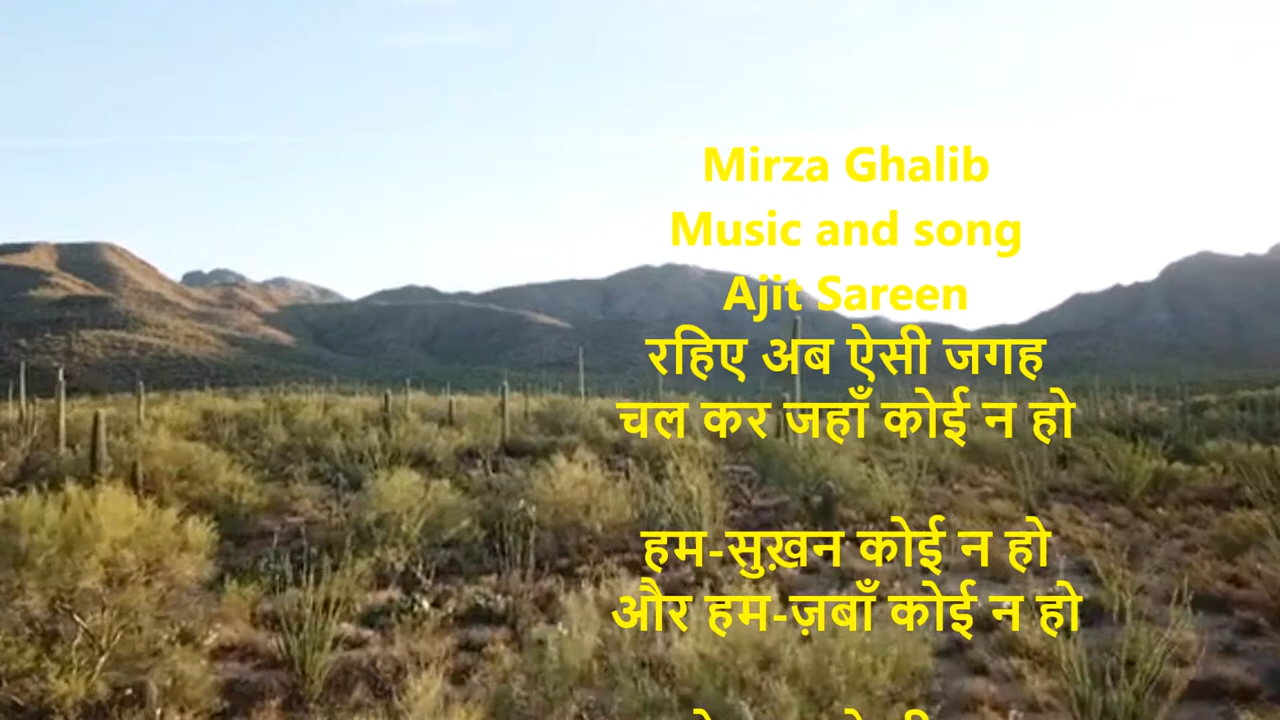 Mirza Ghalib
Music and song
Ajit Sareen
रहिए अब ऐसी जगह
चल कर जहाँ कोई न हो
हम-सुख़न कोई न हो
और हम-ज़बाँ कोई न हो